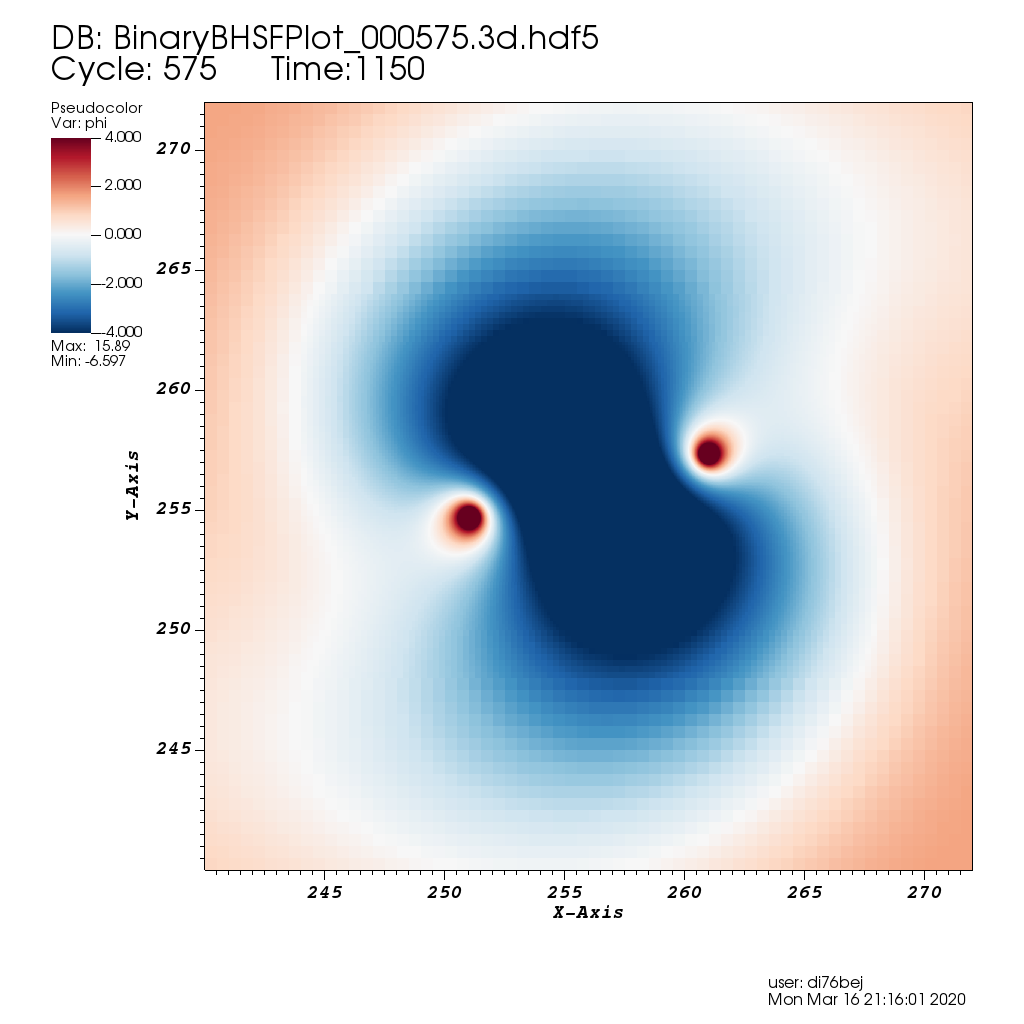 DB: BinaryBHSFPlot_000575.3d.hdf5
Cycle: 575 Time:1150
Pseudocolor
Var: phi
4.000
2.000
0.000
-2.000
-4.000
Max: 15.89
Min: -6.597
270
265
260
255
250
245
Y-Axis
245 250 255 260 265 270
X-Axis
user: di76bej
Mon Mar 16 21:16:01 2020